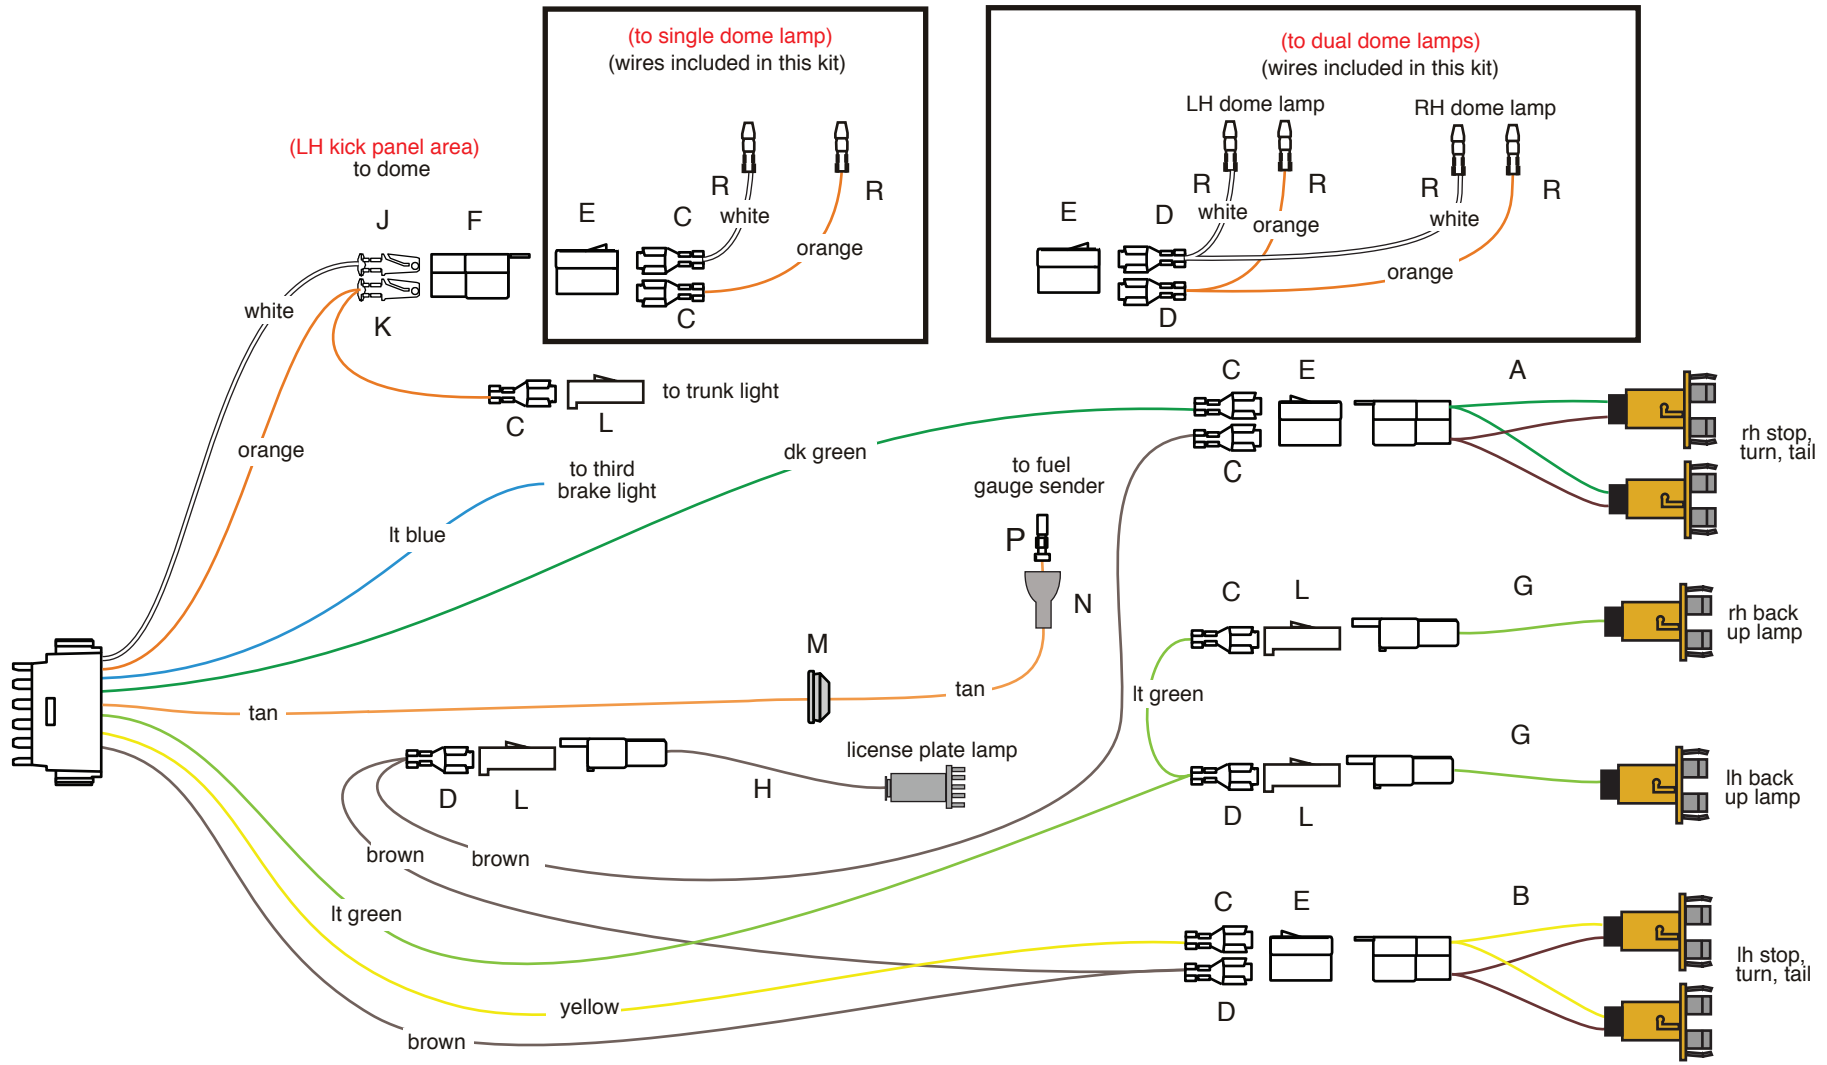 (to single dome lamp)
(wires included in this kit)
(to dual dome lamps)
(wires included in this kit)
LH dome lamp
RH dome lamp
(LH kick panel area)
to dome
J
F
E
C
R
white
R
orange
C
E
D
R
white
R
orange
R
white
R
orange
D
white
K
C
L
to trunk light
orange
to third
brake light
lt blue
dk green
to fuel
gauge sender
P
N
M
tan
tan
C
E
A
C
rh stop,
turn, tail
C
L
G
rh back
up lamp
lt green
G
D
L
lh back
up lamp
license plate lamp
D
L
H
brown
brown
lt green
C
E
B
D
lh stop,
turn, tail
yellow
brown